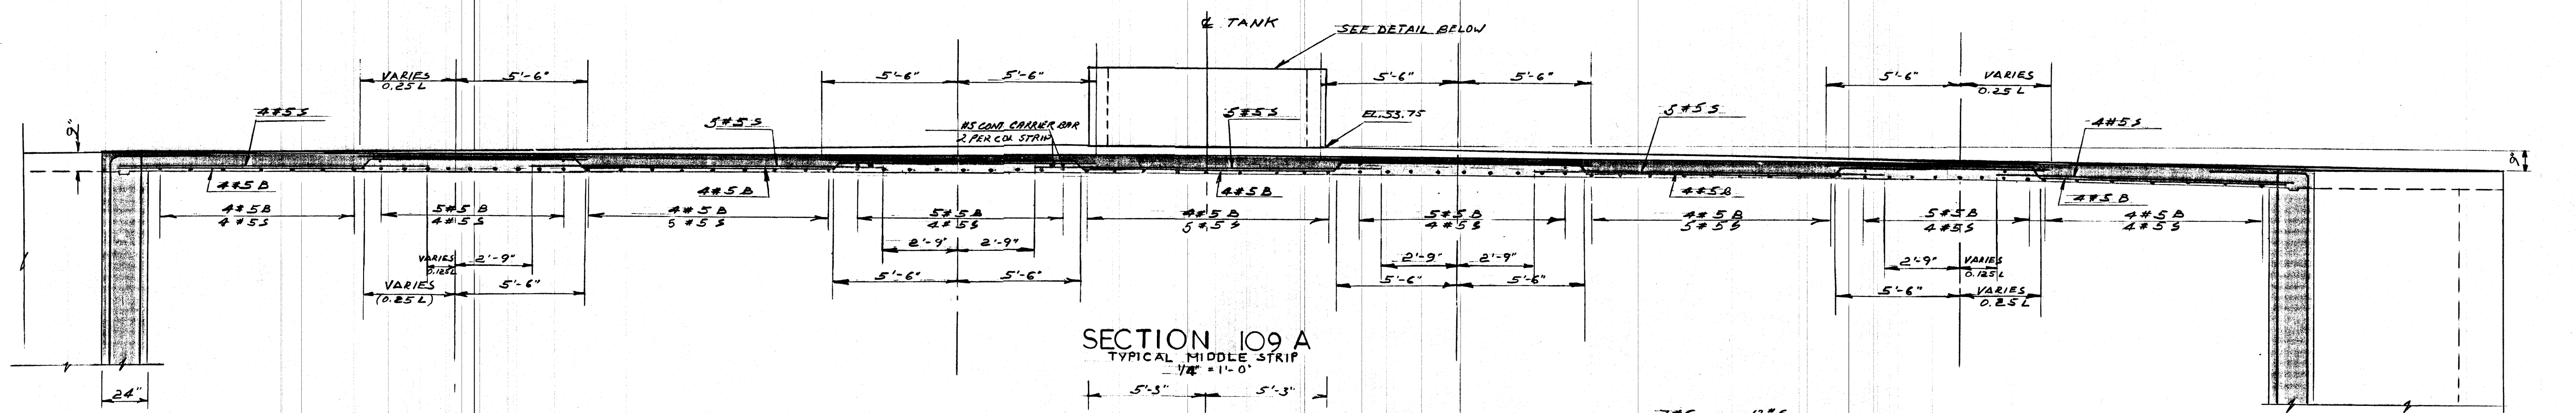 ℄ TANK
SEE DETAIL BELOW
VARIES
0.25 L
5'-6"
5'-6"
5'-6"
5'-6"
5'-6"
5'-6"
VARIES
0.25 L
9"
4#5 S
5#5 S
#5 CONT. CARRIER BAR
2 PER COL STRIP
5#5 S
EL. 53.75
5#5 S
4#5 S
9"
4#5 B
4#5 B
4#5 B
4#5 B
4#5 B
4#5 B
4#5 S
5#5 B
4#5 S
4#5 B
5#5 S
5#5 B
4#5 S
4#5 B
5#5 S
5#5 B
4#5 S
4#5 B
5#5 S
5#5 B
4#5 S
4#5 B
4#5 S
VARIES
0.125 L
2'-9"
2'-9"
2'-9"
2'-9"
2'-9"
2'-9"
VARIES
0.125 L
VARIES
(0.25 L)
5'-6"
5'-6"
5'-6"
5'-6"
5'-6"
5'-6"
VARIES
0.25 L
SECTION 109 A
TYPICAL MIDDLE STRIP
1/4" = 1'-0"
24"
5'-3"
5'-3"